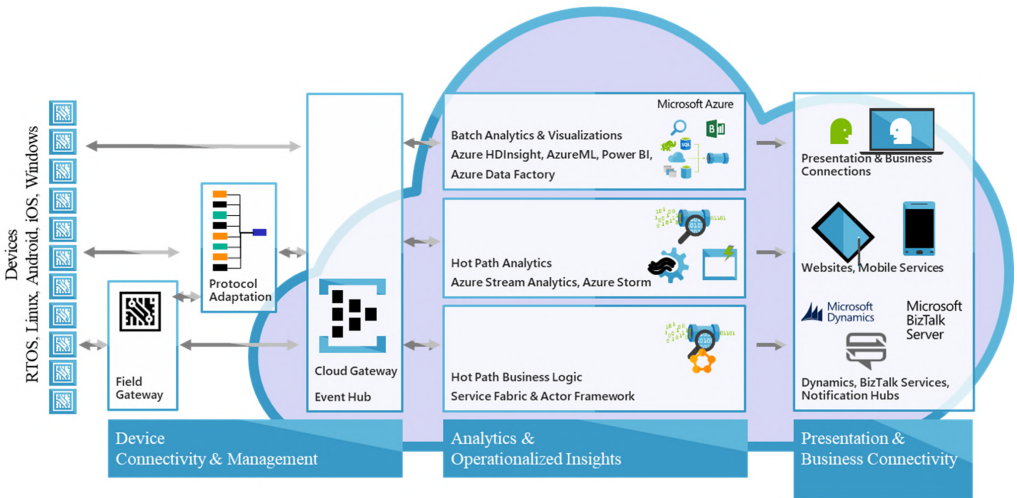 Devices
RTOS, Linux, Android, iOS, Windows
Field
Gateway
Protocol
Adaptation
Cloud Gateway
Event Hub
Device
Connectivity & Management
Microsoft Azure
Batch Analytics & Visualizations
Azure HDInsight, AzureML, Power BI,
Azure Data Factory
Hot Path Analytics
Azure Stream Analytics, Azure Storm
Hot Path Business Logic
Service Fabric & Actor Framework
Analytics &
Operationalized Insights
Presentation & Business
Connections
Websites, Mobile Services
Microsoft
Dynamics
Microsoft
BizTalk
Server
Dynamics, BizTalk Services,
Notification Hubs
Presentation &
Business Connectivity